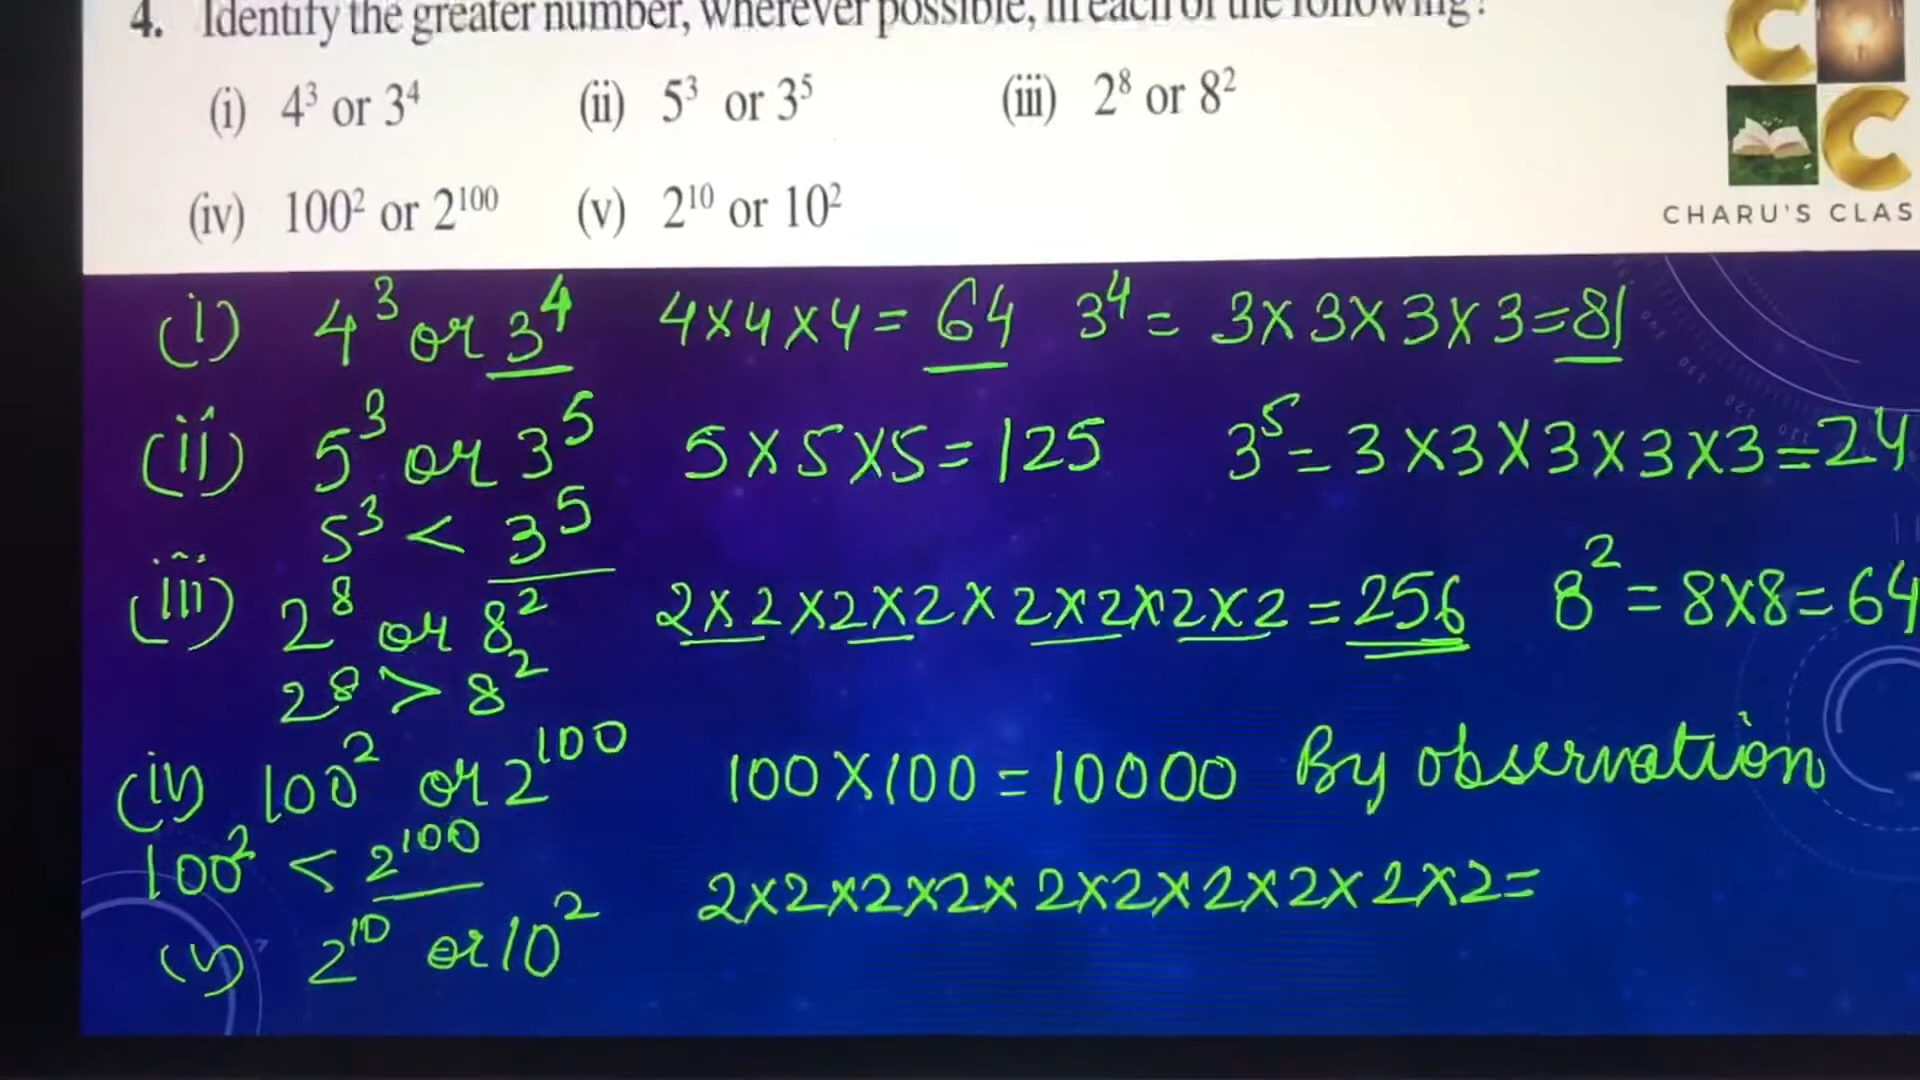 4. Identify the greater number, wherever possible, in each of the following?
(i) 4³ or 3⁴ (ii) 5³ or 3⁵ (iii) 2⁸ or 8²
(iv) 100² or 2¹⁰⁰ (v) 2¹⁰ or 10²
C
C
CHARU'S CLAS
(i) 4³ or 3⁴ 4×4×4= 64 3⁴ = 3×3×3×3=81
(ii) 5³ or 3⁵ 5×5×5=125 3⁵=3×3×3×3×3=24
5³ < 3⁵
(iii) 2⁸ or 8² 2×2×2×2×2×2×2×2=256 8²=8×8=64
2⁸ > 8²
(iv) 100² or 2¹⁰⁰ 100×100=10000 By observation
100² < 2¹⁰⁰
2×2×2×2×2×2×2×2×2×2=
(v) 2¹⁰ or 10²